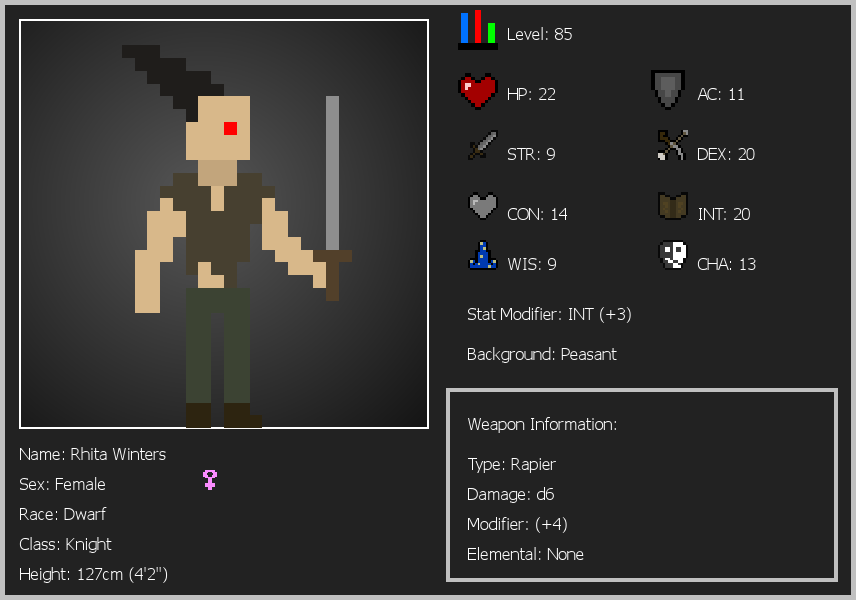 Level: 85
HP: 22
AC: 11
STR: 9
DEX: 20
CON: 14
INT: 20
WIS: 9
CHA: 13
Stat Modifier: INT (+3)
Background: Peasant
Weapon Information:
Type: Rapier
Damage: d6
Modifier: (+4)
Elemental: None
Name: Rhita Winters
Sex: Female
Race: Dwarf
Class: Knight
Height: 127cm (4'2")